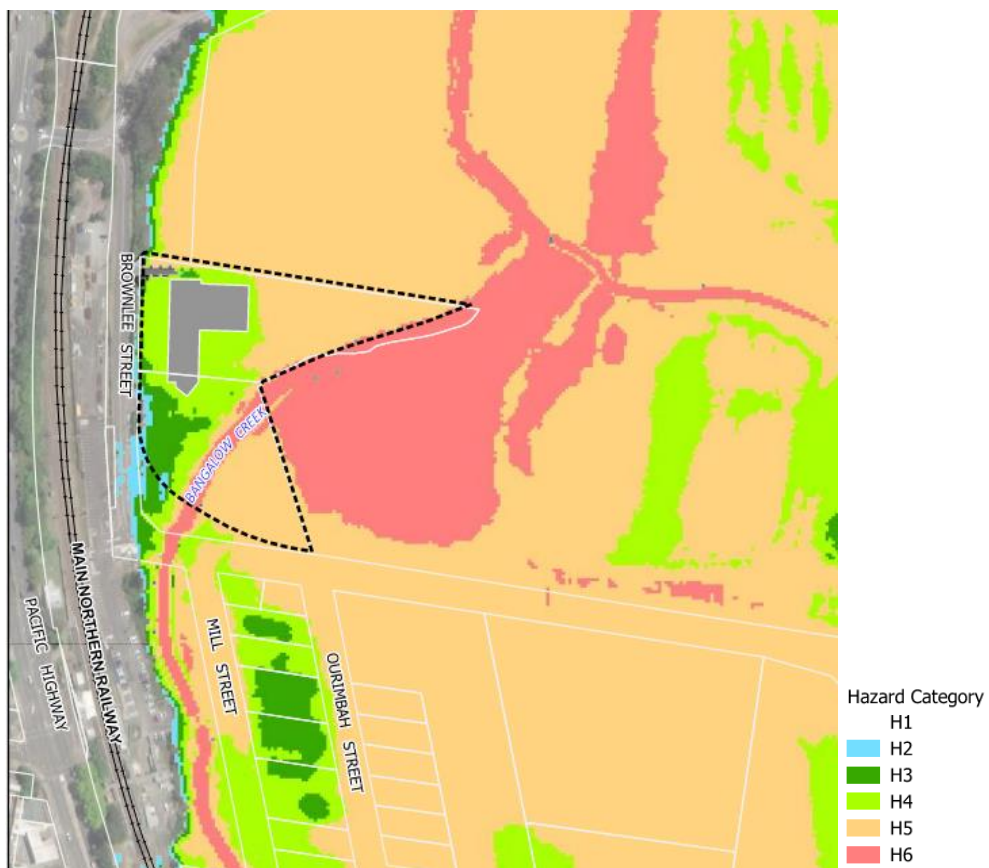 BROWNLEE STREET
BANGALOW CREEK
MAIN NORTHERN RAILWAY
PACIFIC HIGHWAY
MILL STREET
OURIMBAH STREET
Hazard Category
H1
H2
H3
H4
H5
H6